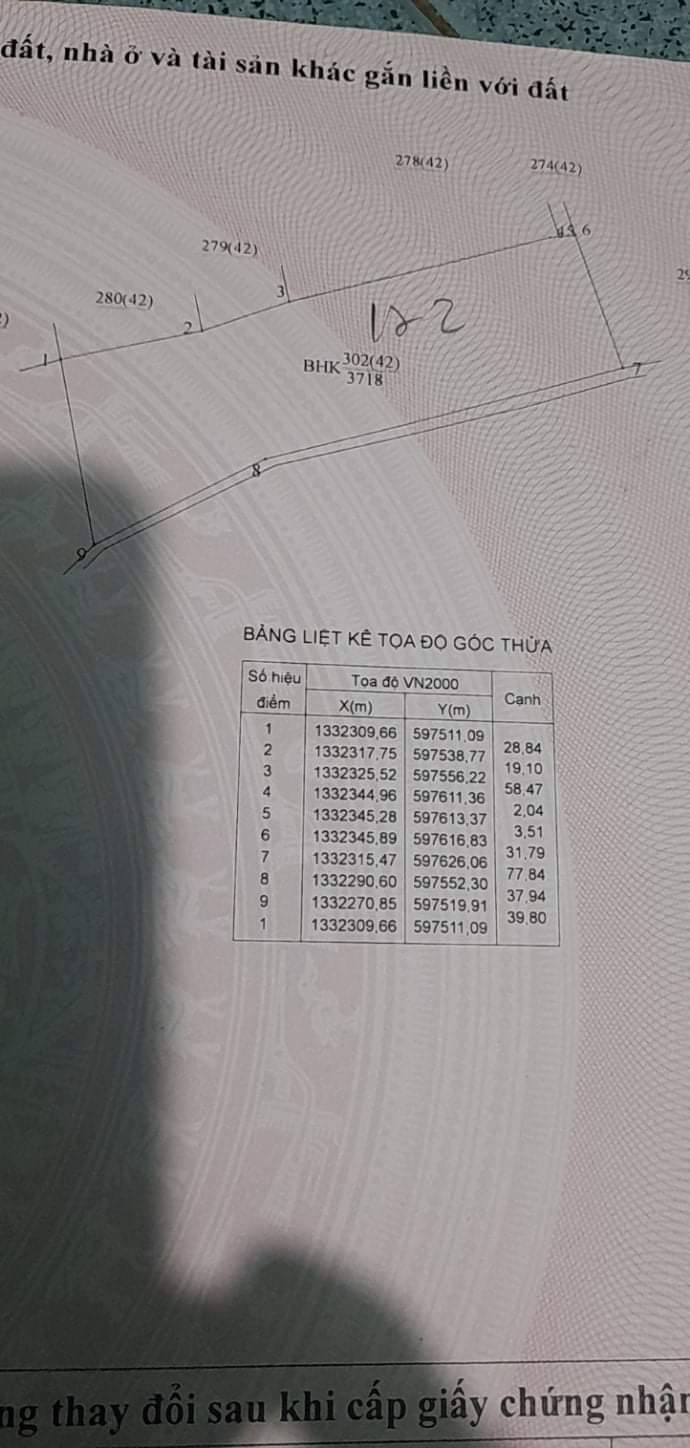 đất, nhà ở và tài sản khác gắn liền với đất
278(42)
274(42)
279(42)
6
280(42)
3
2
1
BHK 302(42)
3718
7
8
9
BẢNG LIỆT KÊ TỌA ĐỘ GÓC THỬA
Số hiệu điểm
Tọa độ VN2000
Cạnh
X(m) Y(m)
1 1332309,66 597511,09
28,84
2 1332317,75 597538,77
19,10
3 1332325,52 597556,22
58,47
4 1332344,96 597611,36
2,04
5 1332345,28 597613,37
3,51
6 1332345,89 597616,83
31,79
7 1332315,47 597626,06
77,84
8 1332290,60 597552,30
37,94
9 1332270,85 597519,91
39,80
1 1332309,66 597511,09
thay đổi sau khi cấp giấy chứng